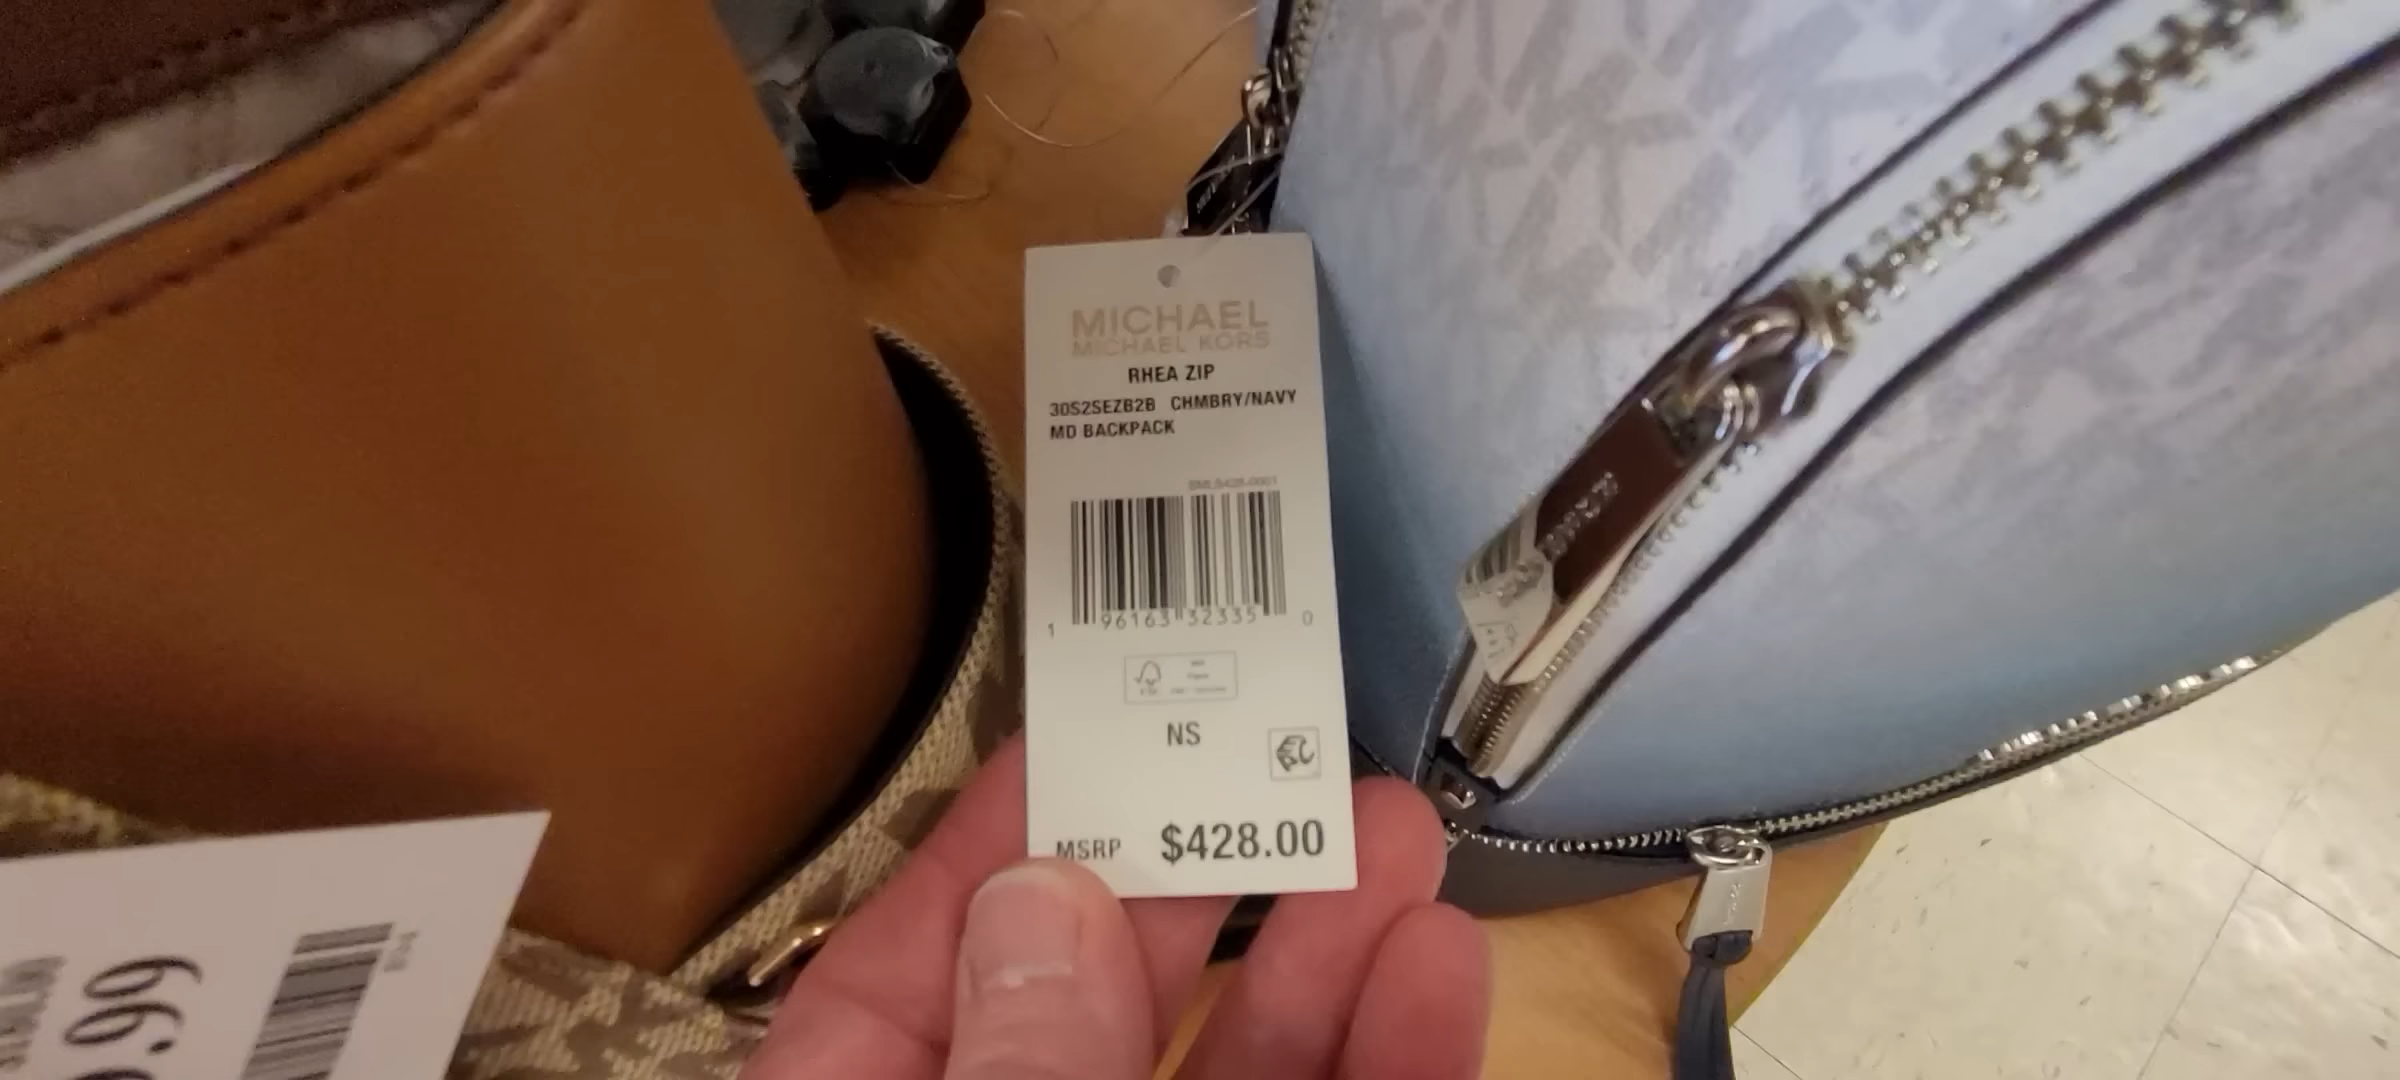 MICHAEL
MICHAEL KORS
RHEA ZIP
30S2SEZB2B CHMBRY/NAVY
MD BACKPACK
1 96163 32335 0
NS
MSRP $428.00